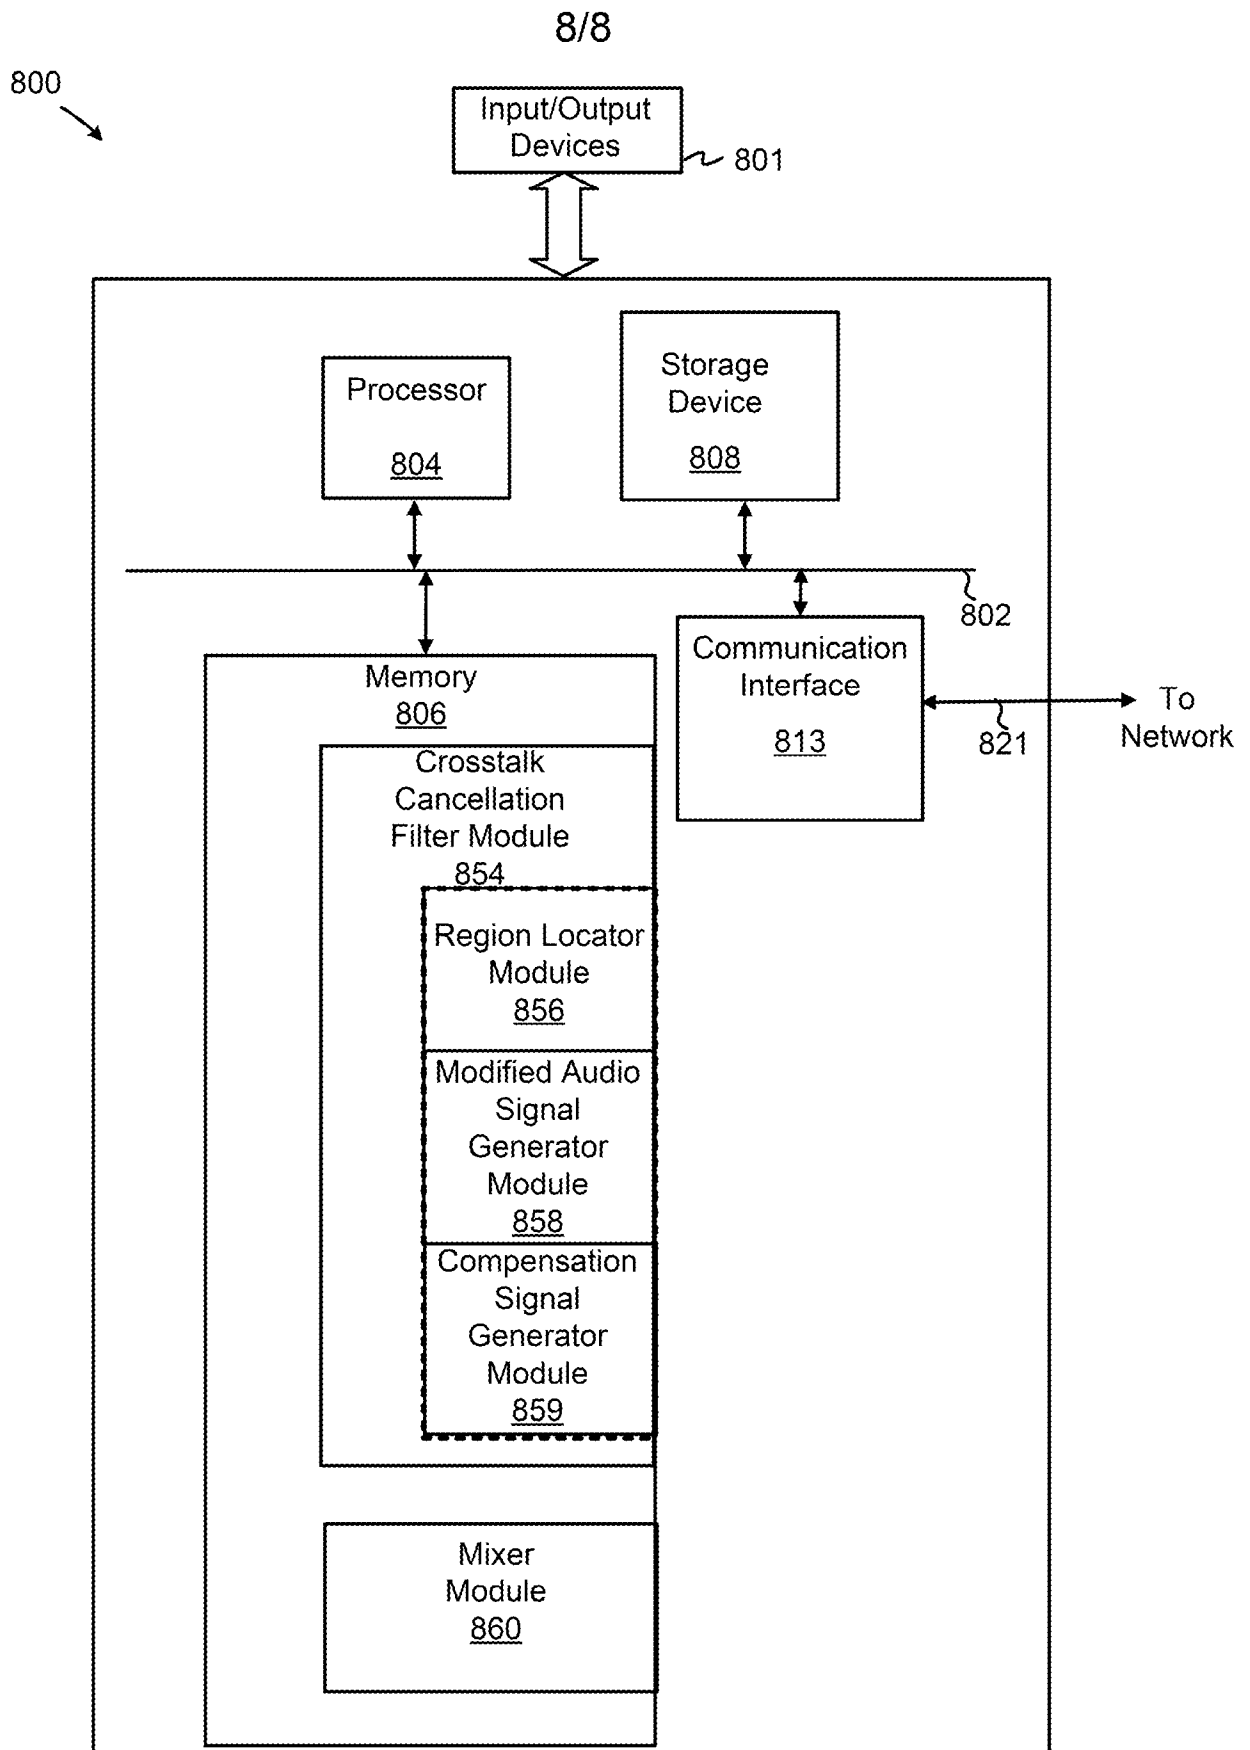 8/8
800
Input/Output
Devices
801
Processor
804
Storage
Device
808
802
Memory
806
Communication
Interface
813
821
To
Network
Crosstalk
Cancellation
Filter Module
854
Region Locator
Module
856
Modified Audio
Signal
Generator
Module
858
Compensation
Signal
Generator
Module
859
Mixer
Module
860